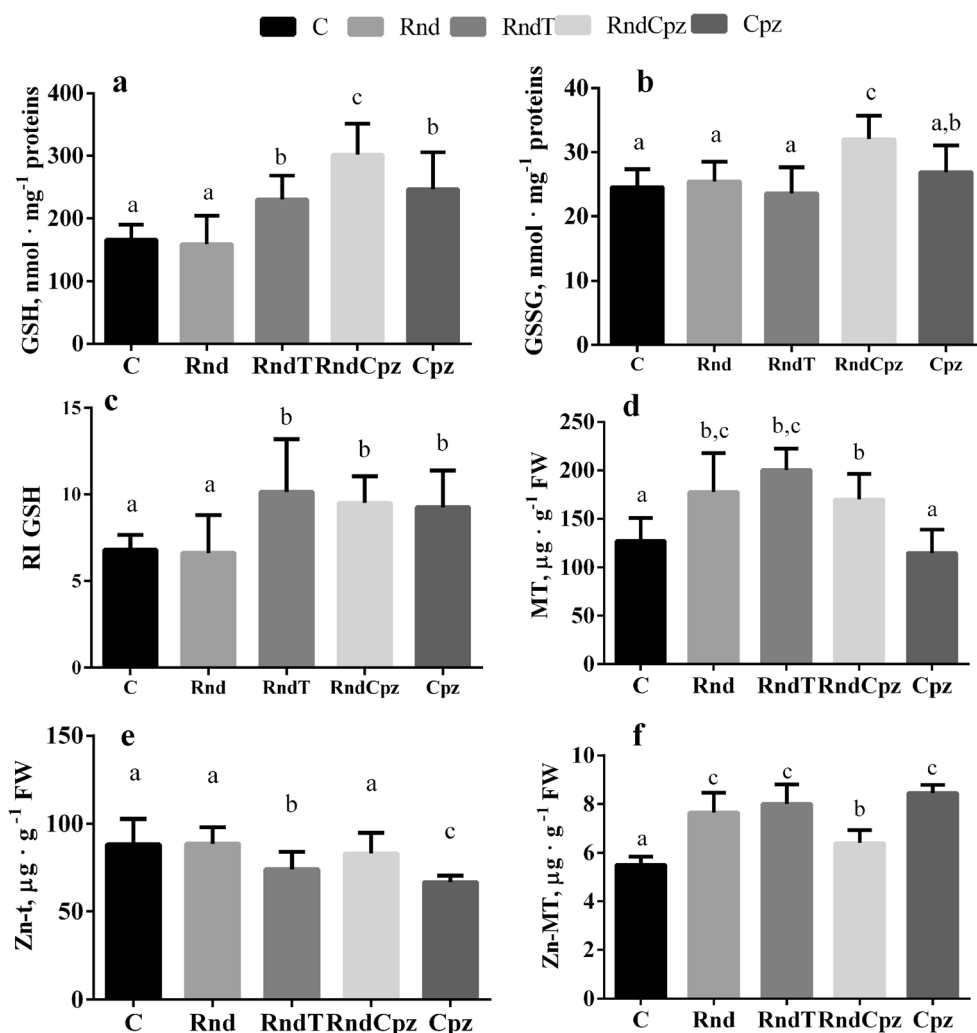 C Rnd RndT RndCpz Cpz
a
GSH, nmol · mg⁻¹ proteins
400
300
200
100
0
a a b c b
C Rnd RndT RndCpz Cpz
b
GSSG, nmol · mg⁻¹ proteins
40
30
20
10
0
a a a c a,b
C Rnd RndT RndCpz Cpz
c
RI GSH
15
10
5
0
a a b b b
C Rnd RndT RndCpz Cpz
d
MT, µg · g⁻¹ FW
250
200
150
100
50
0
a b,c b,c b a
C Rnd RndT RndCpz Cpz
e
Zn-t, µg · g⁻¹ FW
150
100
50
0
a a b a c
C Rnd RndT RndCpz Cpz
f
Zn-MT, µg · g⁻¹ FW
10
8
6
4
2
0
a c c b c
C Rnd RndT RndCpz Cpz